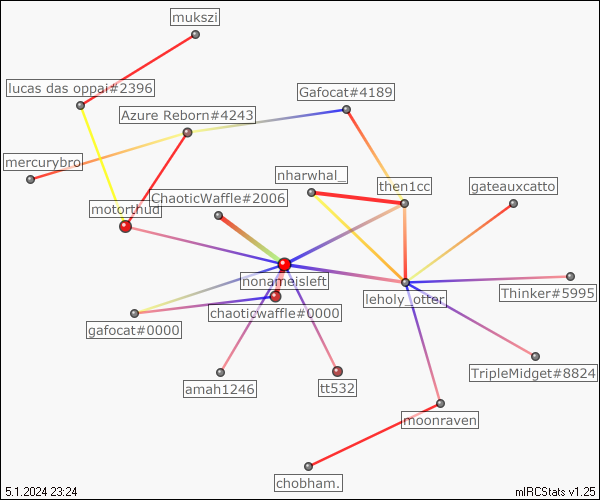 mukszi
lucas das oppai#2396
Gafocat#4189
Azure Reborn#4243
mercurybro
nharwhal_
then1cc
gateauxcatto
ChaoticWaffle#2006
motorthud
nonameisleft
leholy_otter
Thinker#5995
chaoticwaffle#0000
gafocat#0000
TripleMidget#8824
amah1246
tt532
moonraven
chobham.
5.1.2024 23:24
mIRCStats v1.25